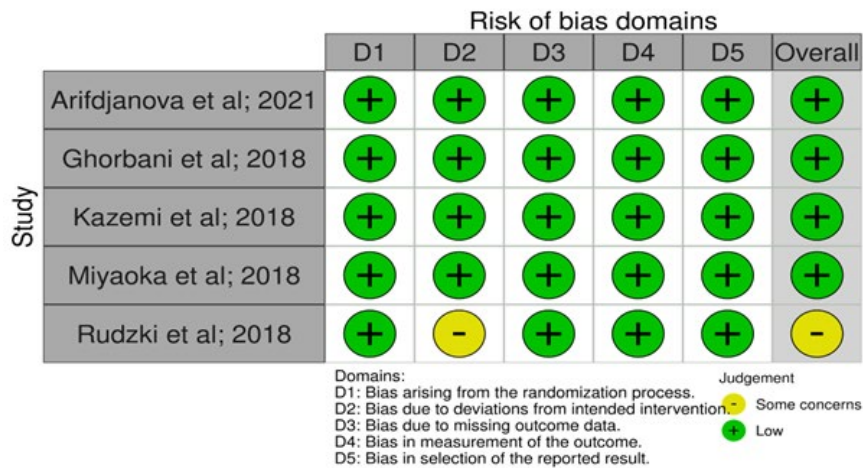 Risk of bias domains
D1 D2 D3 D4 D5 Overall
Study
Arifdjanova et al; 2021 + + + + + +
Ghorbani et al; 2018 + + + + + +
Kazemi et al; 2018 + + + + + +
Miyaoka et al; 2018 + + + + + +
Rudzki et al; 2018 + - + + + -
Domains:
D1: Bias arising from the randomization process.
D2: Bias due to deviations from intended intervention.
D3: Bias due to missing outcome data.
D4: Bias in measurement of the outcome.
D5: Bias in selection of the reported result.
Judgement
- Some concerns
+ Low